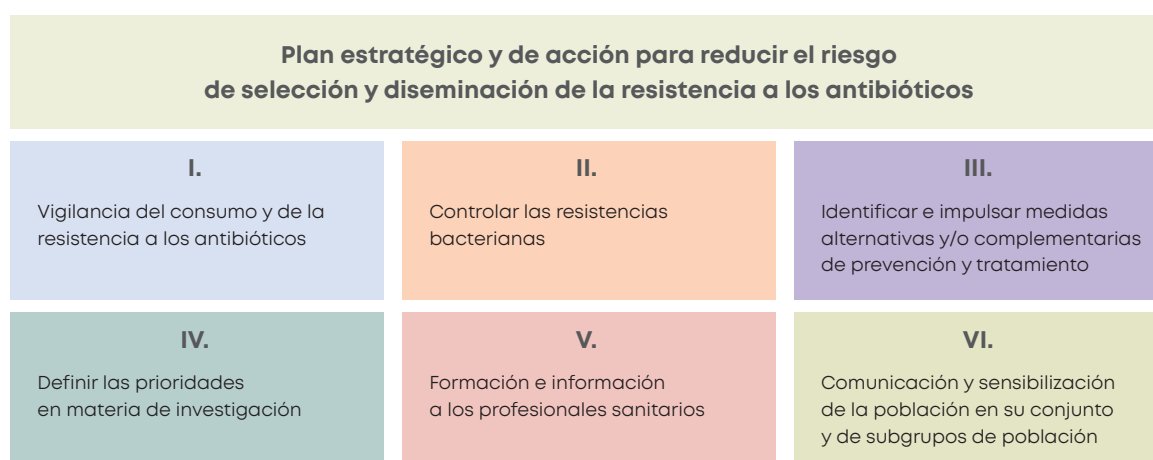 Plan estratégico y de acción para reducir el riesgo
de selección y diseminación de la resistencia a los antibióticos
I.
Vigilancia del consumo y de la
resistencia a los antibióticos
II.
Controlar las resistencias
bacterianas
III.
Identificar e impulsar medidas
alternativas y/o complementarias
de prevención y tratamiento
IV.
Definir las prioridades
en materia de investigación
V.
Formación e información
a los profesionales sanitarios
VI.
Comunicación y sensibilización
de la población en su conjunto
y de subgrupos de población